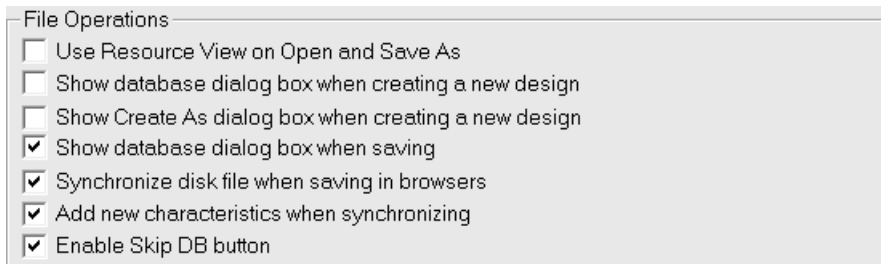 File Operations
Use Resource View on Open and Save As
Show database dialog box when creating a new design
Show Create As dialog box when creating a new design
Show database dialog box when saving
Synchronize disk file when saving in browsers
Add new characteristics when synchronizing
Enable Skip DB button